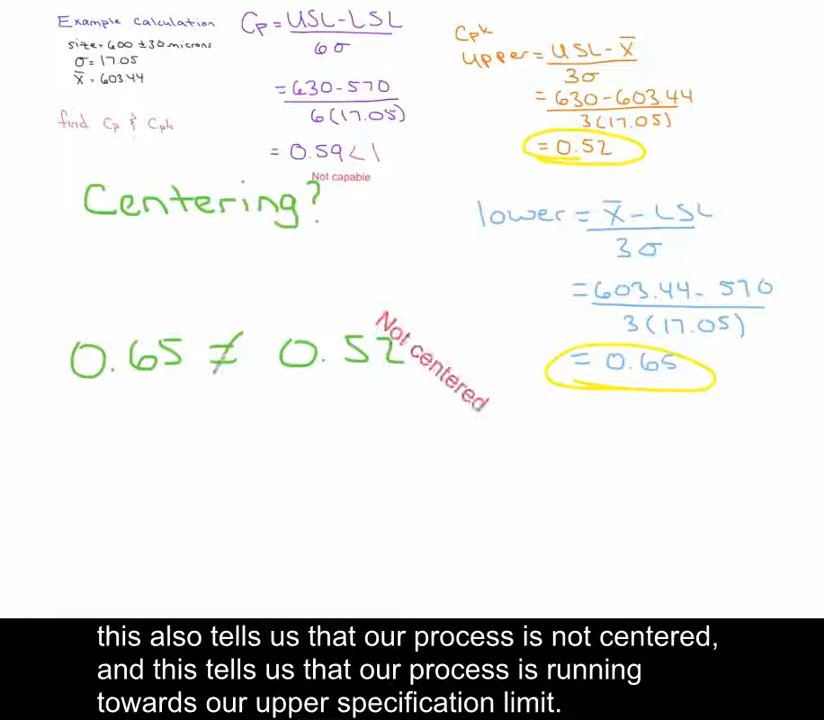 Example Calculation
size = 600 ±30 microns
σ = 17.05
x̄ = 603.44
find Cp & Cpk
Cp = USL-LSL
6σ
= 630-570
6(17.05)
= 0.59 < 1
Not capable
Cpk
upper = USL - x̄
3σ
= 630-603.44
3(17.05)
= 0.52
lower = x̄ - LSL
3σ
= 603.44 - 570
3(17.05)
= 0.65
Centering?
0.65 ≠ 0.52
Not centered
this also tells us that our process is not centered,
and this tells us that our process is running
towards our upper specification limit.